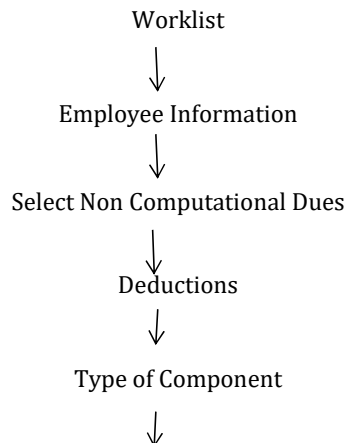 Worklist
Employee Information
Select Non Computational Dues
Deductions
Type of Component